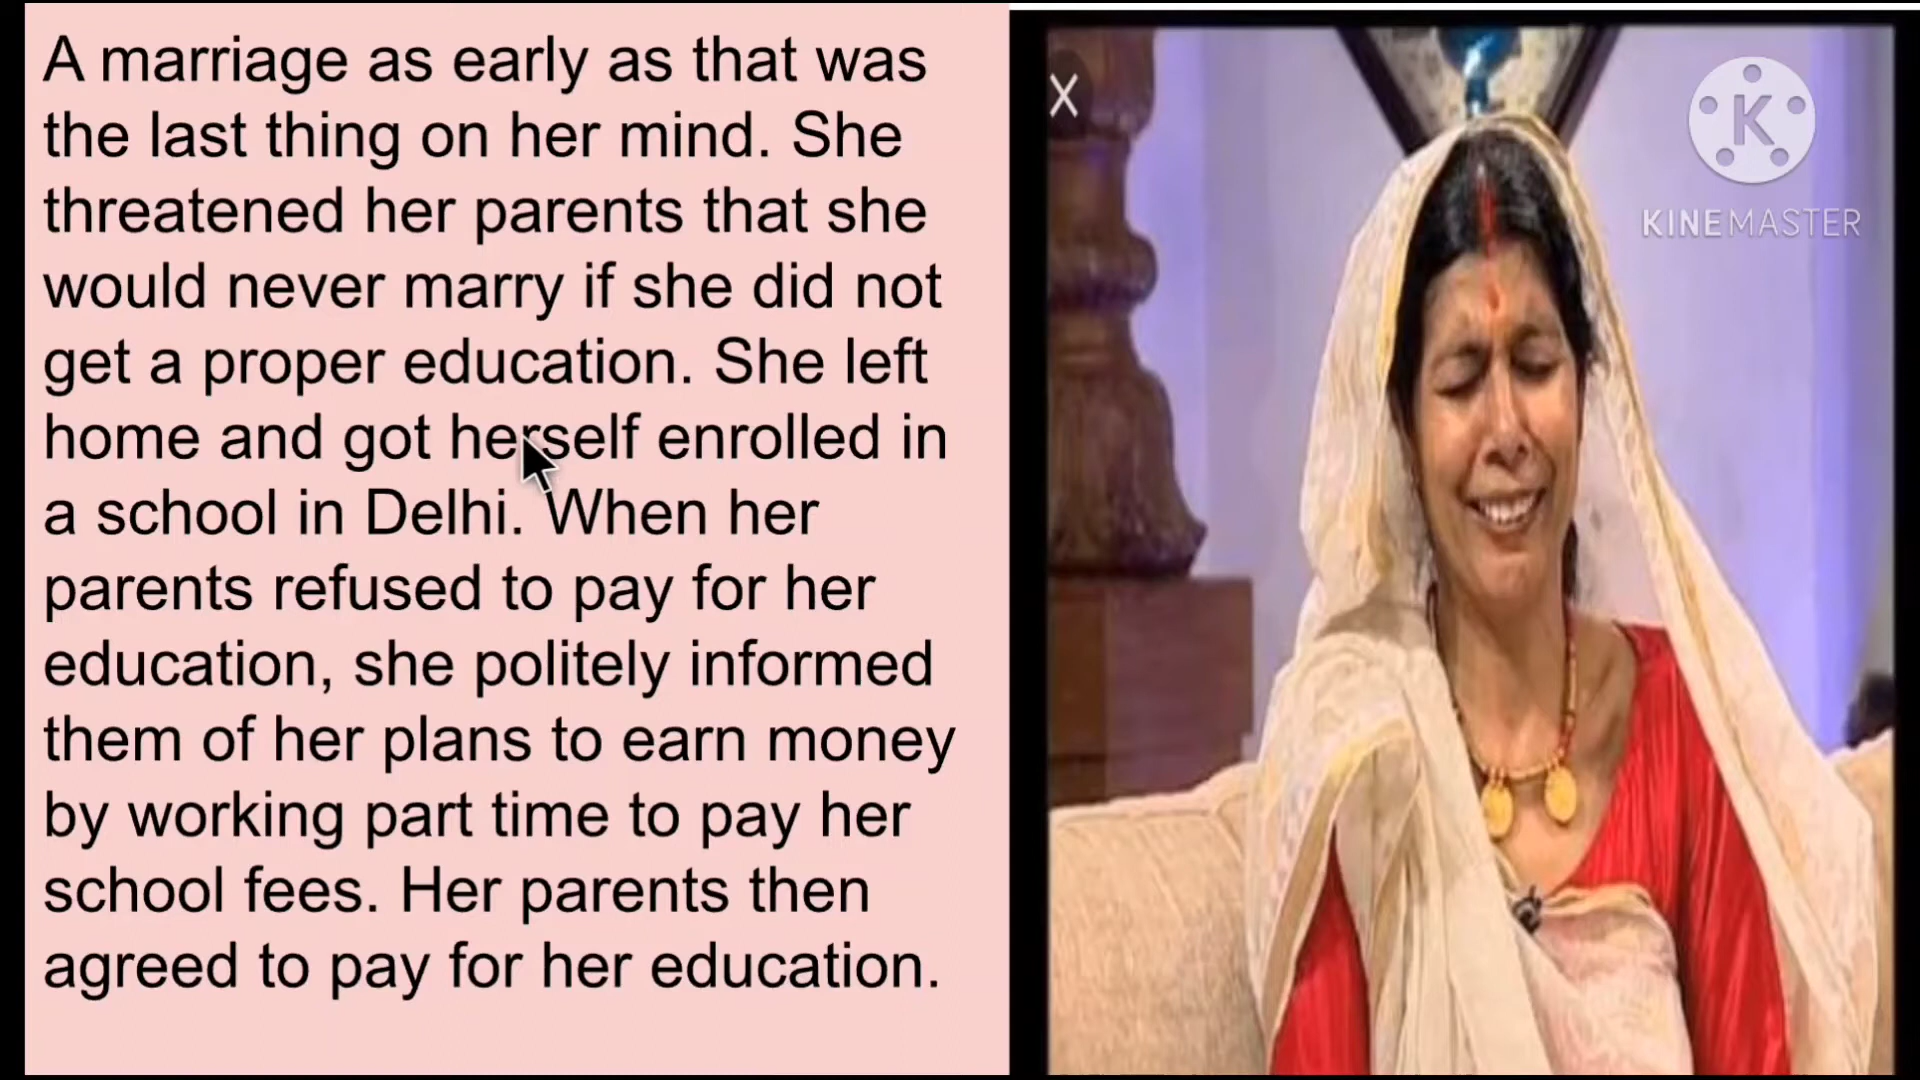 A marriage as early as that was
the last thing on her mind. She
threatened her parents that she
would never marry if she did not
get a proper education. She left
home and got herself enrolled in
a school in Delhi. When her
parents refused to pay for her
education, she politely informed
them of her plans to earn money
by working part time to pay her
school fees. Her parents then
agreed to pay for her education.
X
K
KINEMASTER